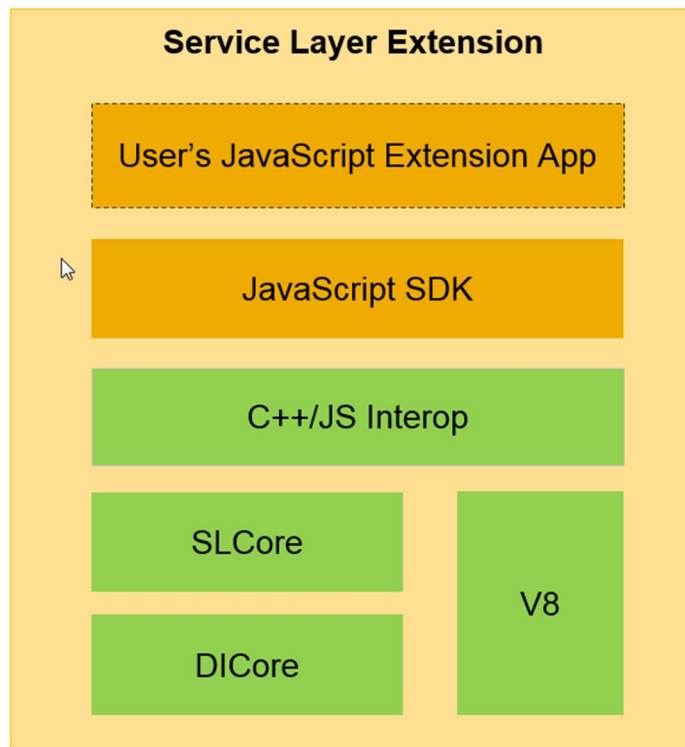 Service Layer Extension
User’s JavaScript Extension App
JavaScript SDK
C++/JS Interop
SLCore
V8
DICore